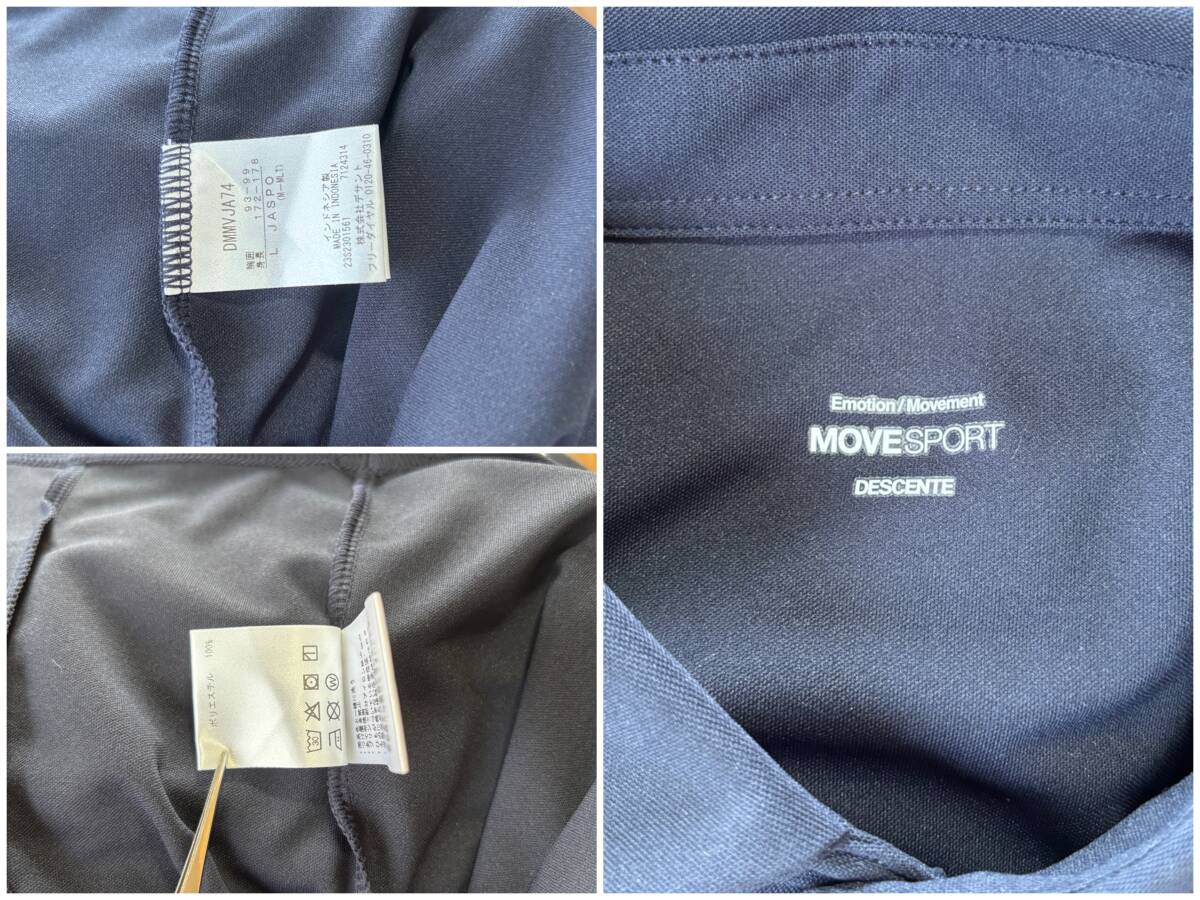 DMMVJA74
胸囲 93-99
身長 172-178
L JASPO
(M-MLT)
インドネシア製
MADE IN INDONESIA
23S2301561 7124314
株式会社デサント
フリーダイヤル 0120-46-0310
ポリエステル 100%
30
W
Emotion/Movement
MOVESPORT
DESCENTE